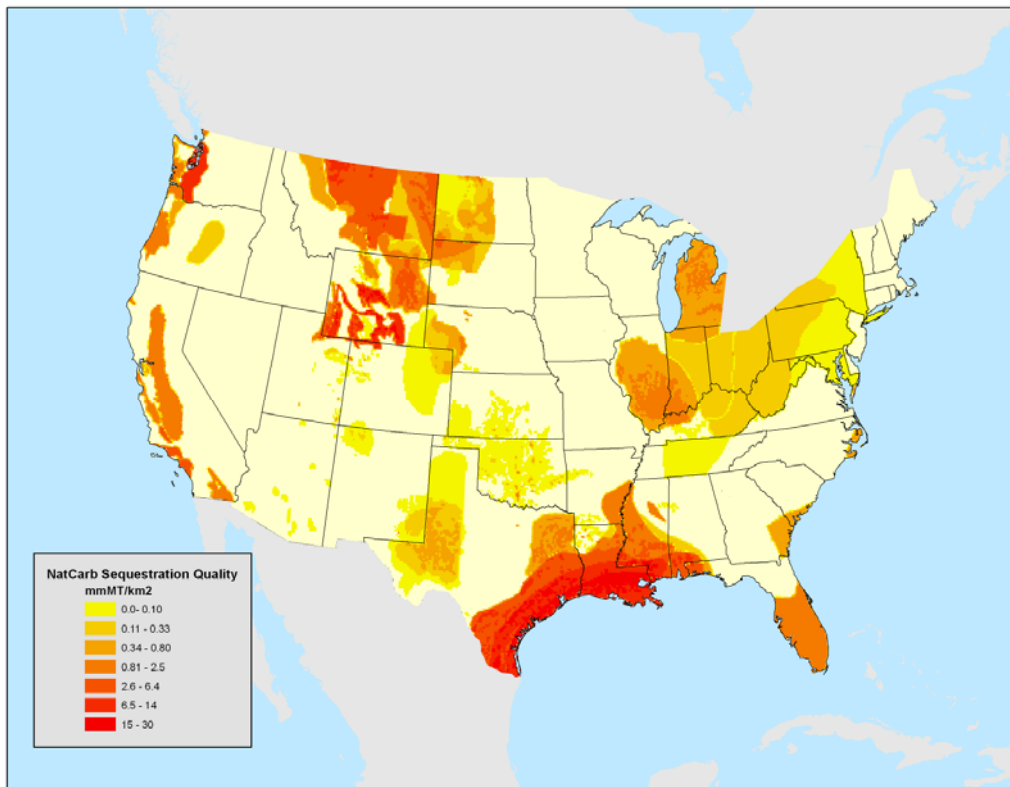 NatCarb Sequestration Quality
mmMT/km2
0.0- 0.10
0.11 - 0.33
0.34 - 0.80
0.81 - 2.5
2.6 - 6.4
6.5 - 14
15 - 30